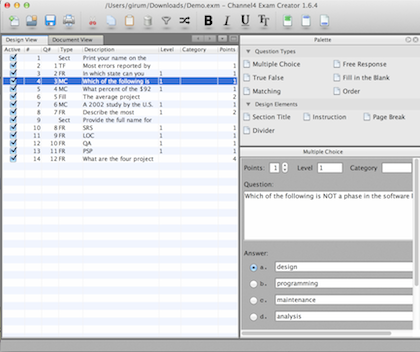 /Users/girum/Downloads/Demo.exm — Channel4 Exam Creator 1.6.4
B I U T
Design View Document View
Active # Q# Type Description Level Category Points
1 Sect Print your name on the
2 1 TF Most errors reported by 1
3 2 FR In which state can you 1 1
4 3 MC Which of the following is 1 1
5 4 MC What percent of the $92 1 1
6 5 Fill The average project 2
7 6 MC A 2002 study by the U.S. 1 1
8 7 FR Describe the most 2
9 Sect Provide the full name for
10 8 FR SRS 1 1
11 9 FR LOC 1 1
12 10 FR QA 1 1
13 11 FR PSP 1 1
14 12 FR What are the four project 4
Palette
Question Types
Multiple Choice Free Response
True False Fill in the Blank
Matching Order
Design Elements
Section Title Instruction Page Break
Divider
Multiple Choice
Points: 1 Level 1 Category
Question:
Which of the following is NOT a phase in the software
Answer:
a. design
b. programming
c. maintenance
d. analysis